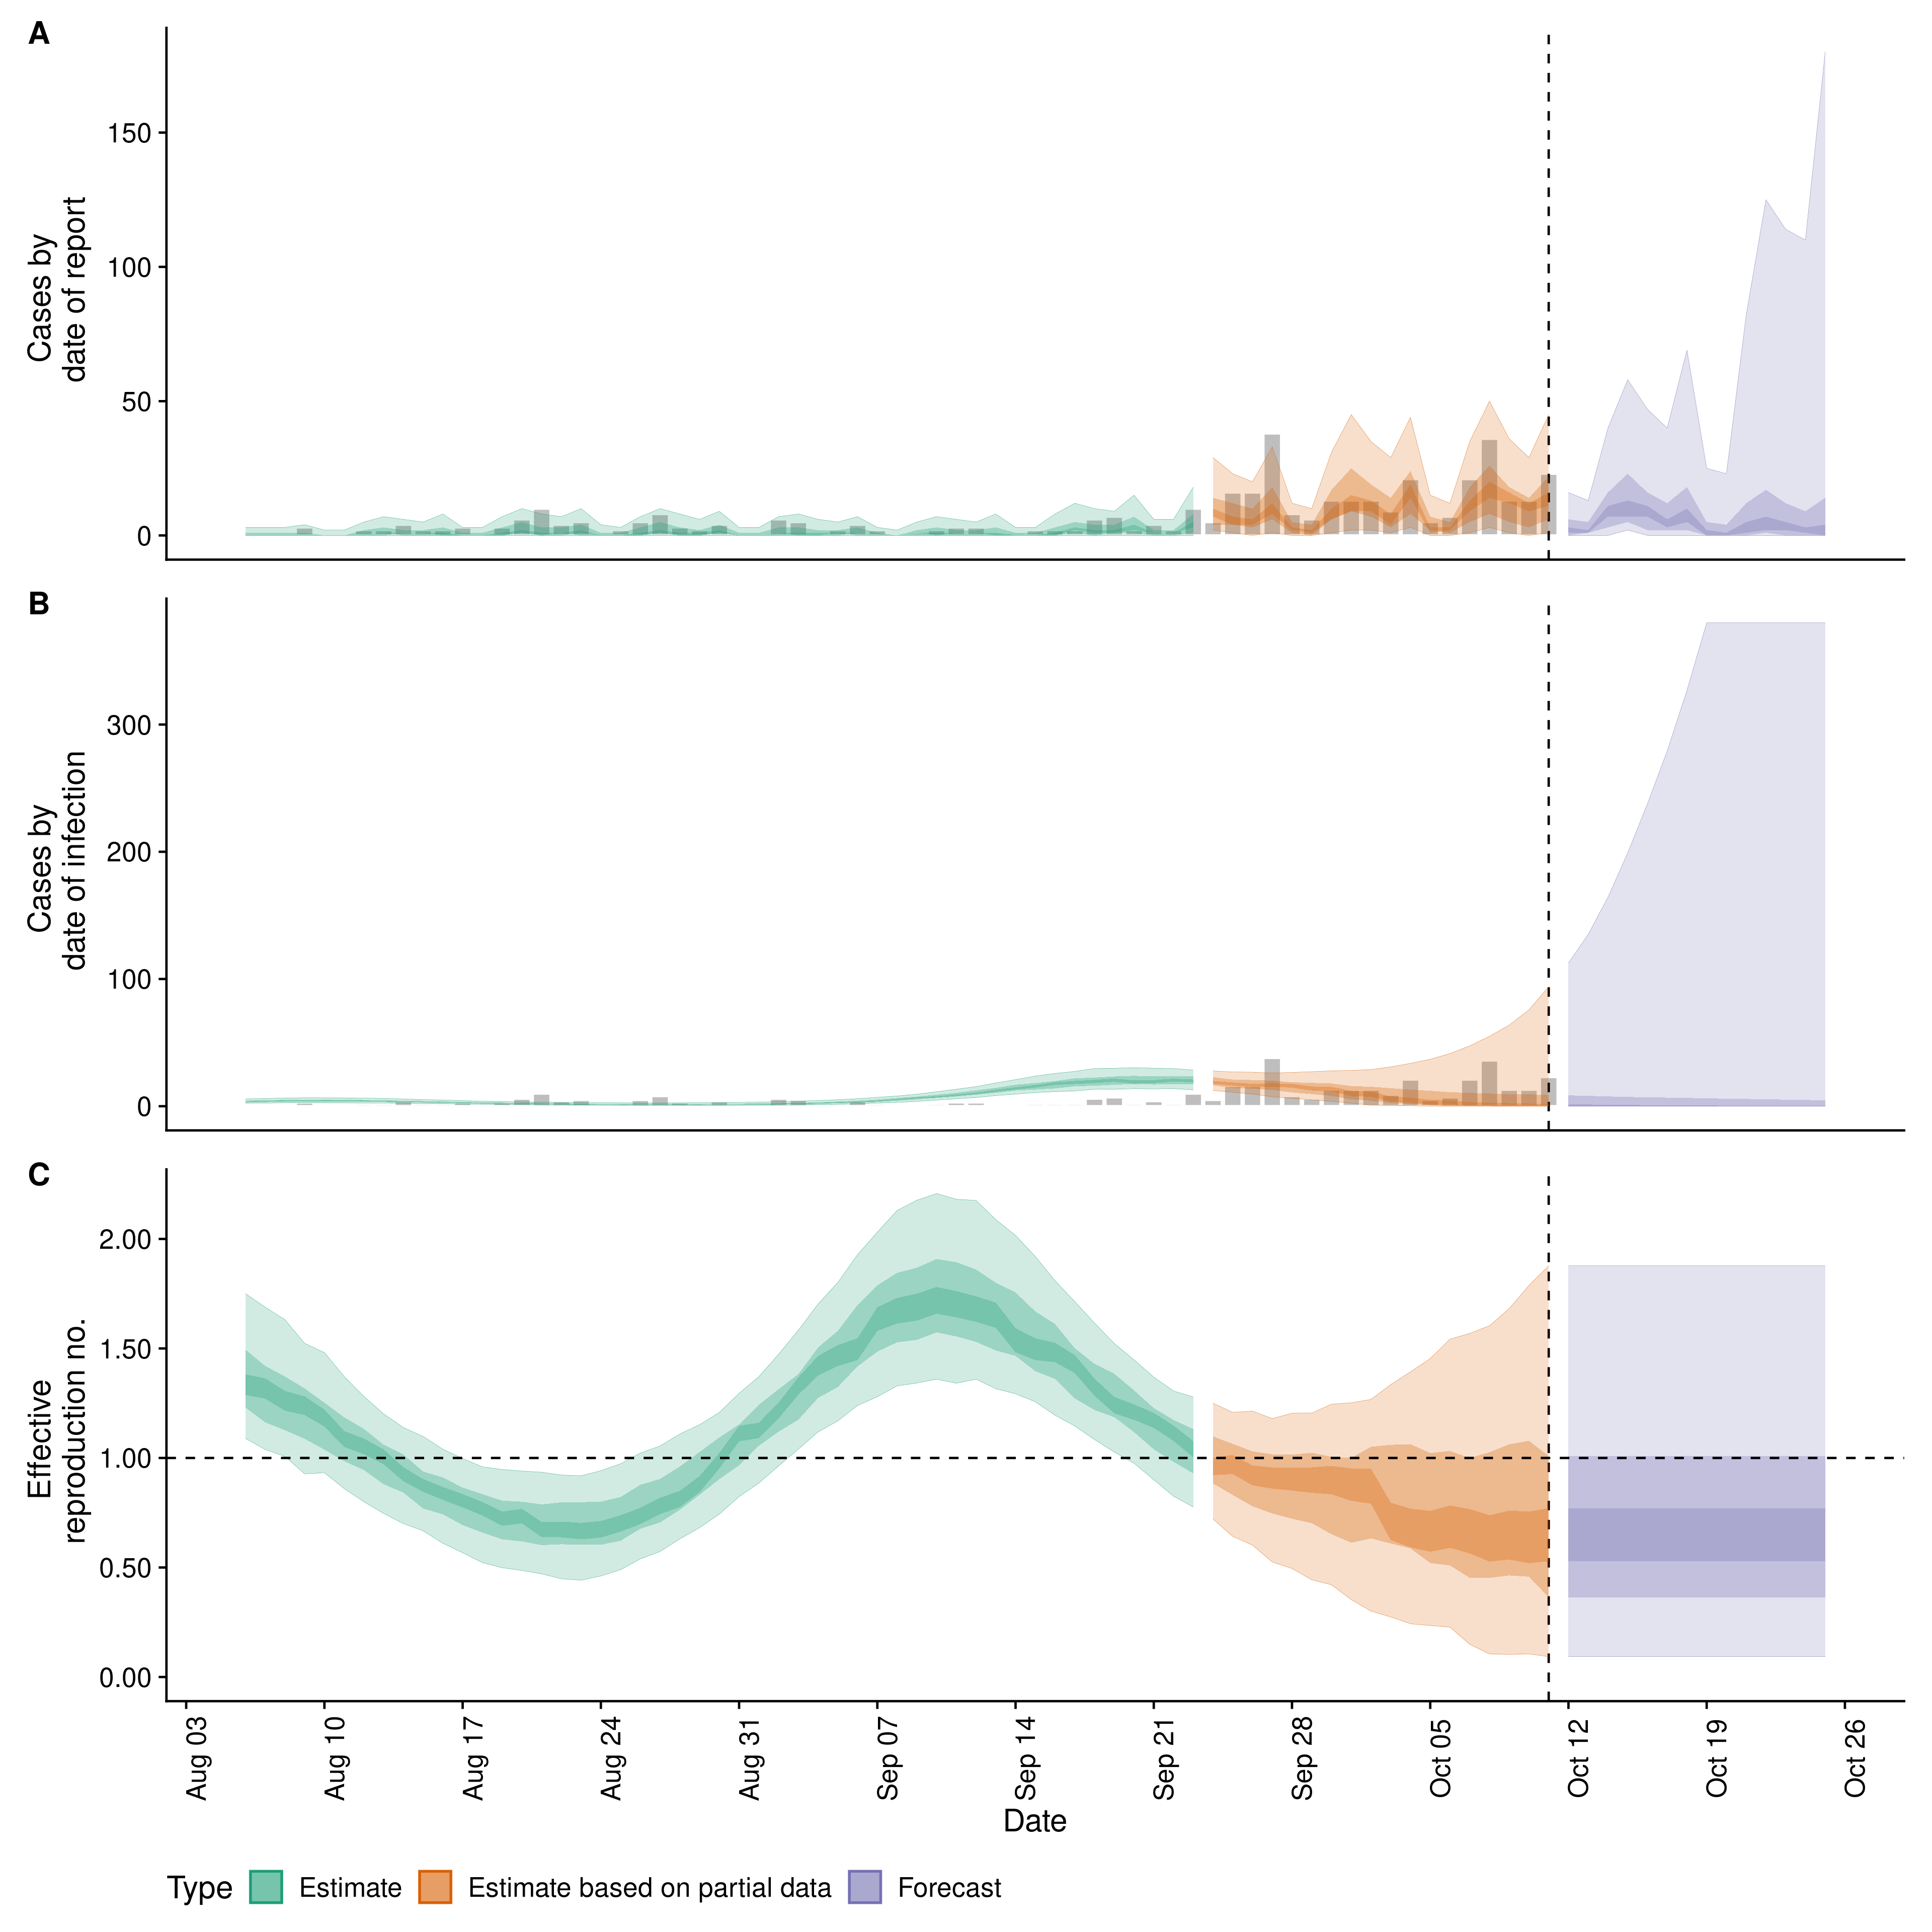 A
Cases by
date of report
150
100
50
0
B
Cases by
date of infection
300
200
100
0
C
Effective
reproduction no.
2.00
1.50
1.00
0.50
0.00
Aug 03
Aug 10
Aug 17
Aug 24
Aug 31
Sep 07
Sep 14
Sep 21
Sep 28
Oct 05
Oct 12
Oct 19
Oct 26
Date
Type Estimate Estimate based on partial data Forecast